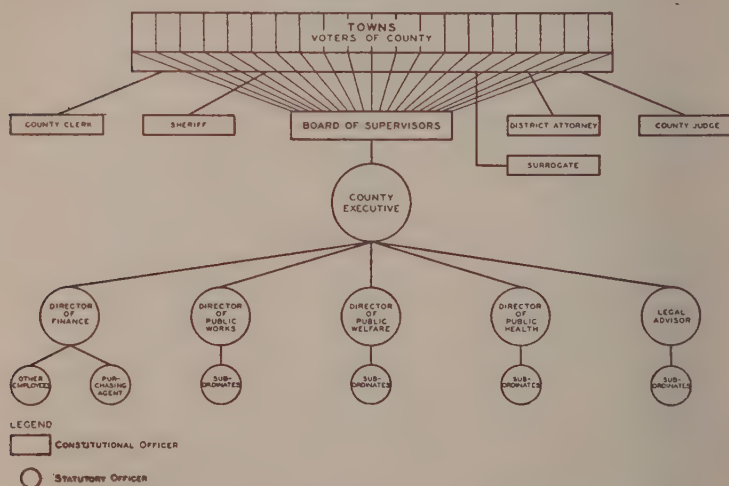 TOWNS
VOTERS OF COUNTY
COUNTY CLERK
SHERIFF
BOARD OF SUPERVISORS
DISTRICT ATTORNEY
COUNTY JUDGE
SURROGATE
COUNTY
EXECUTIVE
DIRECTOR
OF
FINANCE
DIRECTOR
OF
PUBLIC
WORKS
DIRECTOR
OF
PUBLIC
WELFARE
DIRECTOR
OF
PUBLIC
HEALTH
LEGAL
ADVISOR
OTHER
EMPLOYEES
PUR-
CHASING
AGENT
SUB-
ORDINATES
SUB-
ORDINATES
SUB-
ORDINATES
SUB-
ORDINATES
LEGEND
CONSTITUTIONAL OFFICER
STATUTORY OFFICER